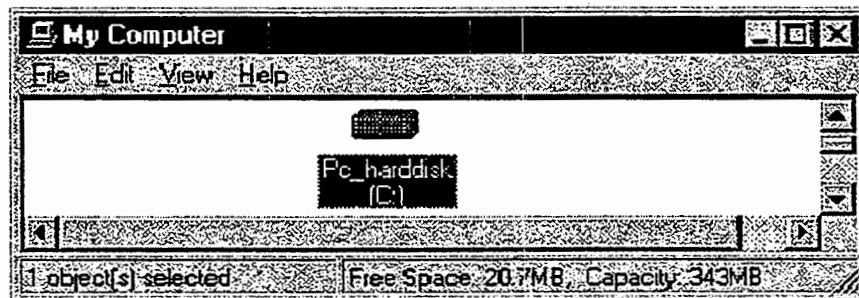 My Computer
File Edit View Help
Pc_harddisk
(C:)
1 object(s) selected
Free Space: 20.7MB, Capacity: 343MB